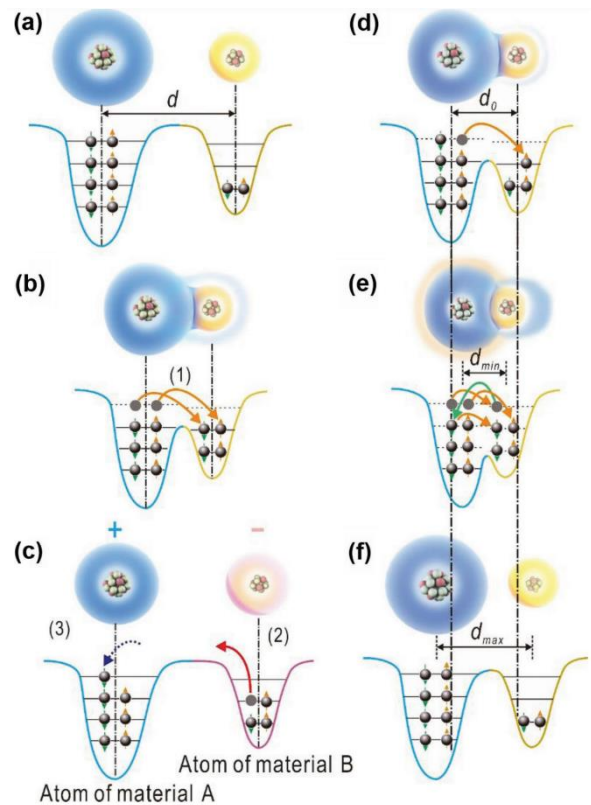 (a)
d
(d)
d0
(b)
(1)
(e)
dmin
(c)
+
−
(3)
(2)
Atom of material B
Atom of material A
(f)
dmax